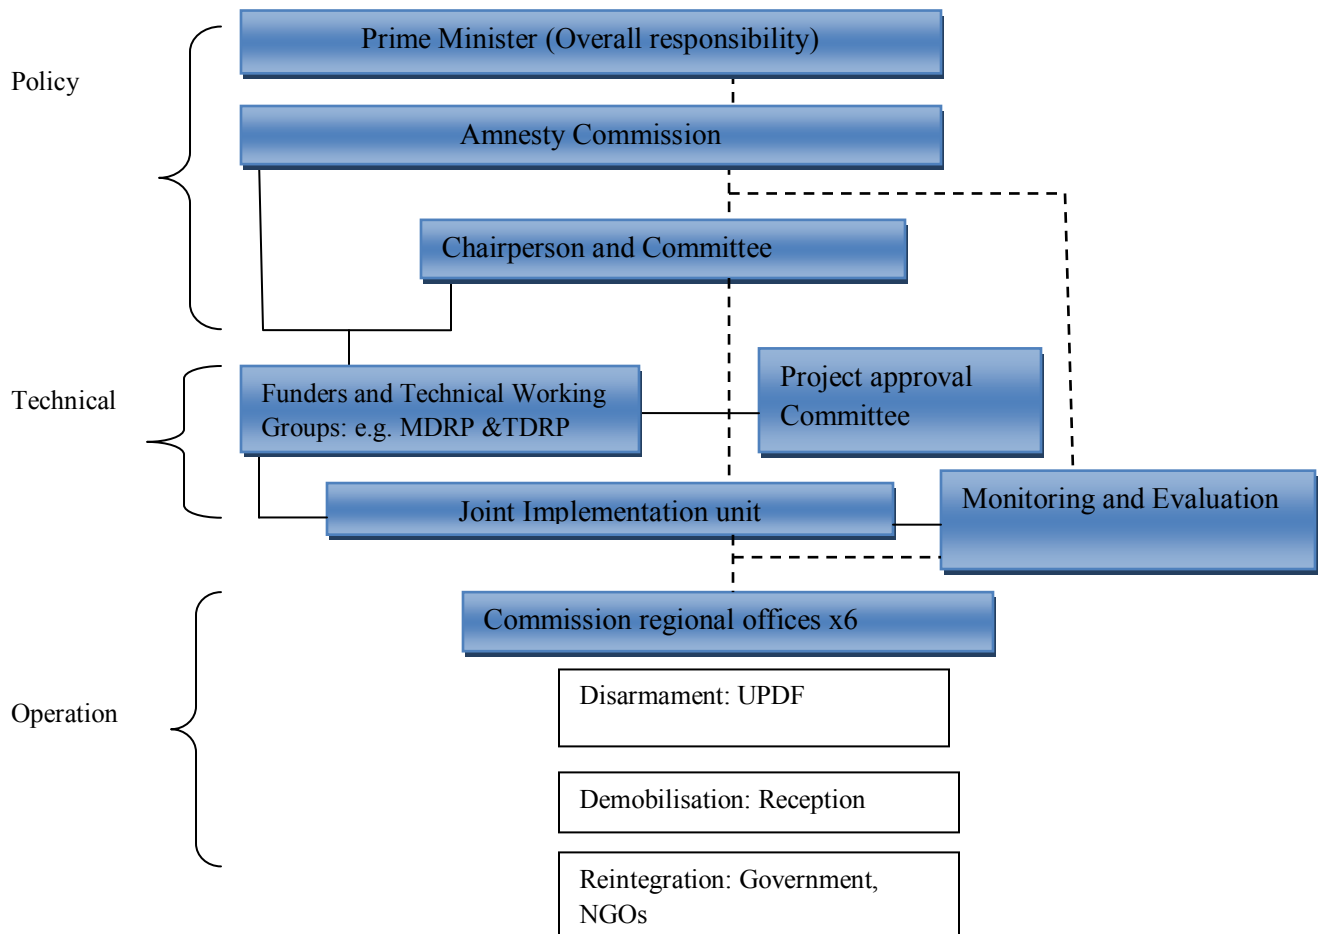 Prime Minister (Overall responsibility)
Policy
Amnesty Commission
Chairperson and Committee
Technical
Funders and Technical Working
Groups: e.g. MDRP &TDRP
Project approval
Committee
Joint Implementation unit
Monitoring and Evaluation
Commission regional offices x6
Operation
Disarmament: UPDF
Demobilisation: Reception
Reintegration: Government,
NGOs